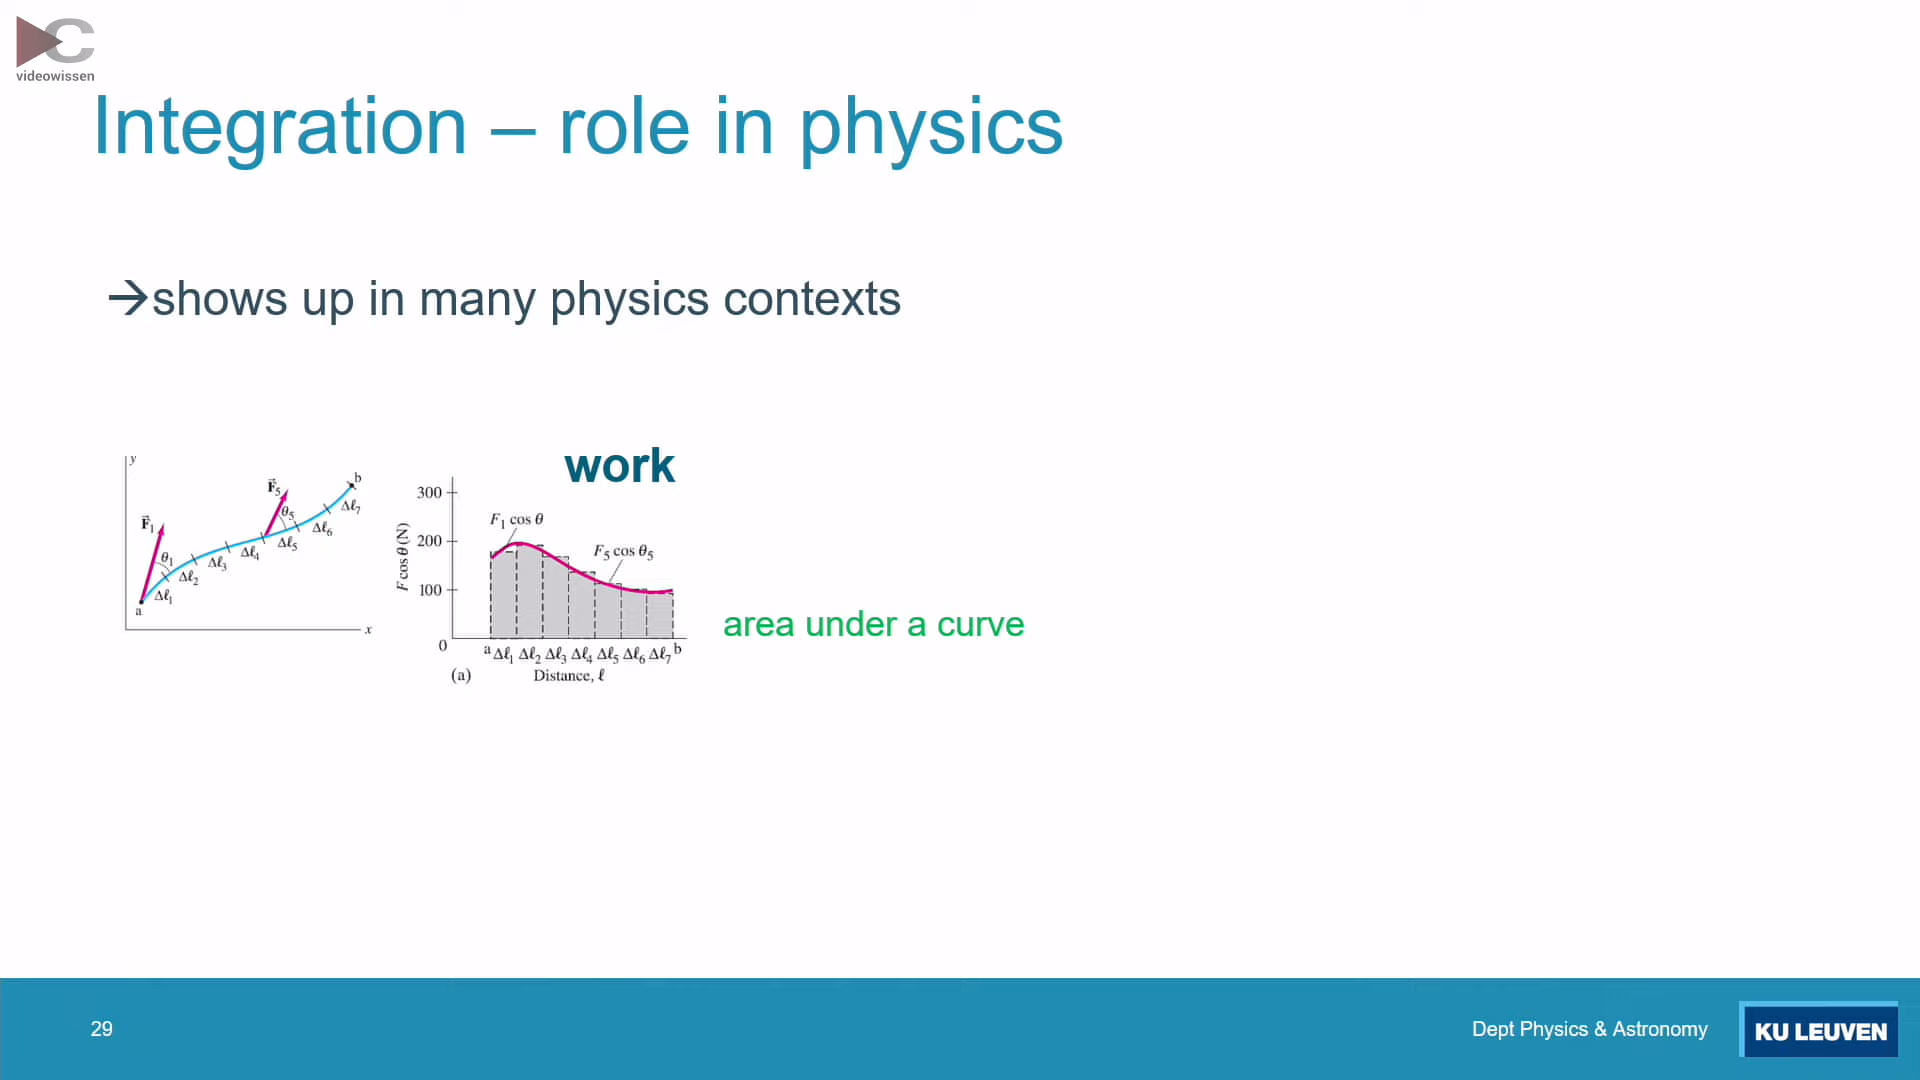 videowissen
Integration – role in physics
→shows up in many physics contexts
work
y
F⃗₁
θ₁
a
Δℓ₁
Δℓ₂
Δℓ₃
Δℓ₄
Δℓ₅
Δℓ₆
Δℓ₇
F⃗₅
θ₅
b
x
F cos θ (N)
300
200
100
0
F₁ cos θ
F₅ cos θ₅
a Δℓ₁ Δℓ₂ Δℓ₃ Δℓ₄ Δℓ₅ Δℓ₆ Δℓ₇ b
(a) Distance, ℓ
area under a curve
29
Dept Physics & Astronomy
KU LEUVEN